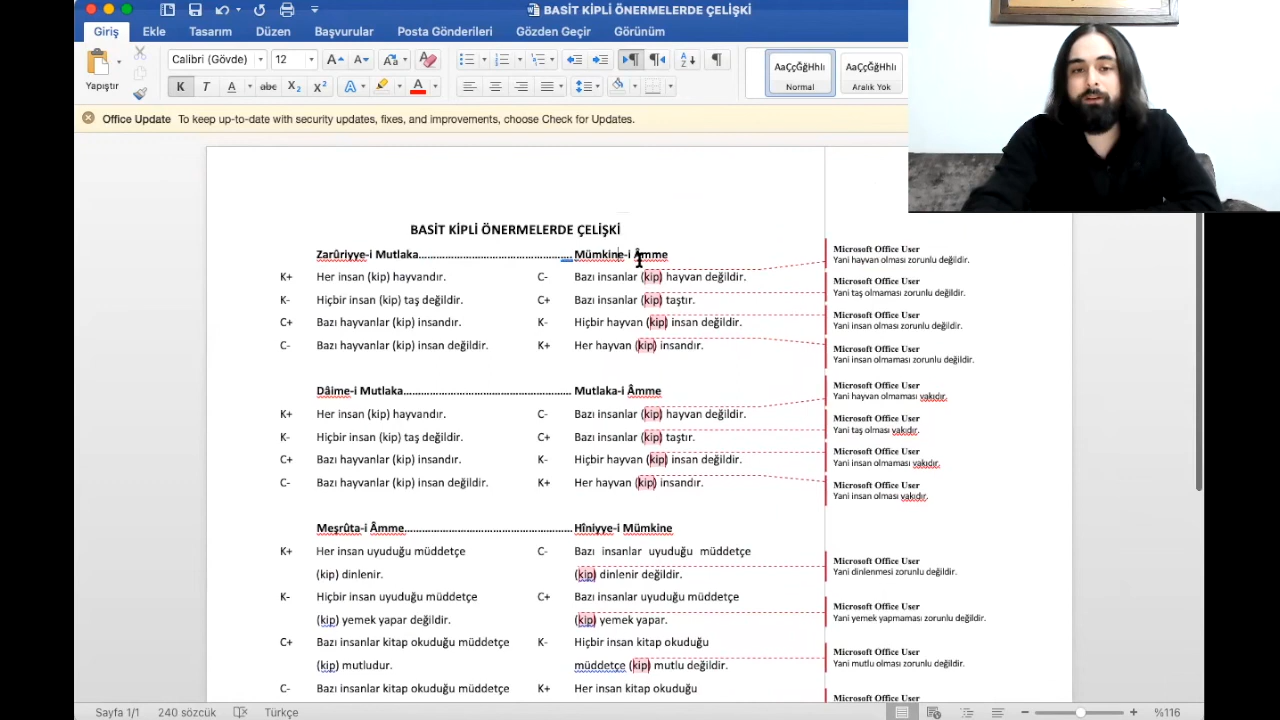 BASİT KİPLİ ÖNERMELERDE ÇELİŞKİ
Giriş Ekle Tasarım Düzen Başvurular Posta Gönderileri Gözden Geçir Görünüm
Calibri (Gövde) 12
Yapıştır
K T A abc X₂ X² A A
AaÇçĞğHhIı AaÇçĞğHhIı
Normal Aralık Yok
Office Update To keep up-to-date with security updates, fixes, and improvements, choose Check for Updates.
BASİT KİPLİ ÖNERMELERDE ÇELİŞKİ
Zarûriyye-i Mutlaka…………………………………………….. Mümkine-i Âmme
K+ Her insan (kip) hayvandır. C- Bazı insanlar (kip) hayvan değildir.
K- Hiçbir insan (kip) taş değildir. C+ Bazı insanlar (kip) taştır.
C+ Bazı hayvanlar (kip) insandır. K- Hiçbir hayvan (kip) insan değildir.
C- Bazı hayvanlar (kip) insan değildir. K+ Her hayvan (kip) insandır.
Dâime-i Mutlaka………………………………………………… Mutlaka-i Âmme
K+ Her insan (kip) hayvandır. C- Bazı insanlar (kip) hayvan değildir.
K- Hiçbir insan (kip) taş değildir. C+ Bazı insanlar (kip) taştır.
C+ Bazı hayvanlar (kip) insandır. K- Hiçbir hayvan (kip) insan değildir.
C- Bazı hayvanlar (kip) insan değildir. K+ Her hayvan (kip) insandır.
Meşrûta-i Âmme………………………………………………… Hîniyye-i Mümkine
K+ Her insan uyuduğu müddetçe C- Bazı insanlar uyuduğu müddetçe
(kip) dinlenir. (kip) dinlenir değildir.
K- Hiçbir insan uyuduğu müddetçe C+ Bazı insanlar uyuduğu müddetçe
(kip) yemek yapar değildir. (kip) yemek yapar.
C+ Bazı insanlar kitap okuduğu müddetçe K- Hiçbir insan kitap okuduğu
(kip) mutludur. müddetçe (kip) mutlu değildir.
C- Bazı insanlar kitap okuduğu müddetçe K+ Her insan kitap okuduğu
Microsoft Office User
Yani hayvan olması zorunlu değildir.
Microsoft Office User
Yani taş olmaması zorunlu değildir.
Microsoft Office User
Yani insan olması zorunlu değildir.
Microsoft Office User
Yani insan olmaması zorunlu değildir.
Microsoft Office User
Yani hayvan olmaması vakıdır.
Microsoft Office User
Yani taş olması vakıdır.
Microsoft Office User
Yani insan olmaması vakıdır.
Microsoft Office User
Yani insan olması vakıdır.
Microsoft Office User
Yani dinlenmesi zorunlu değildir.
Microsoft Office User
Yani yemek yapmaması zorunlu değildir.
Microsoft Office User
Yani mutlu olması zorunlu değildir.
Microsoft Office User
Sayfa 1/1 240 sözcük Türkçe %116